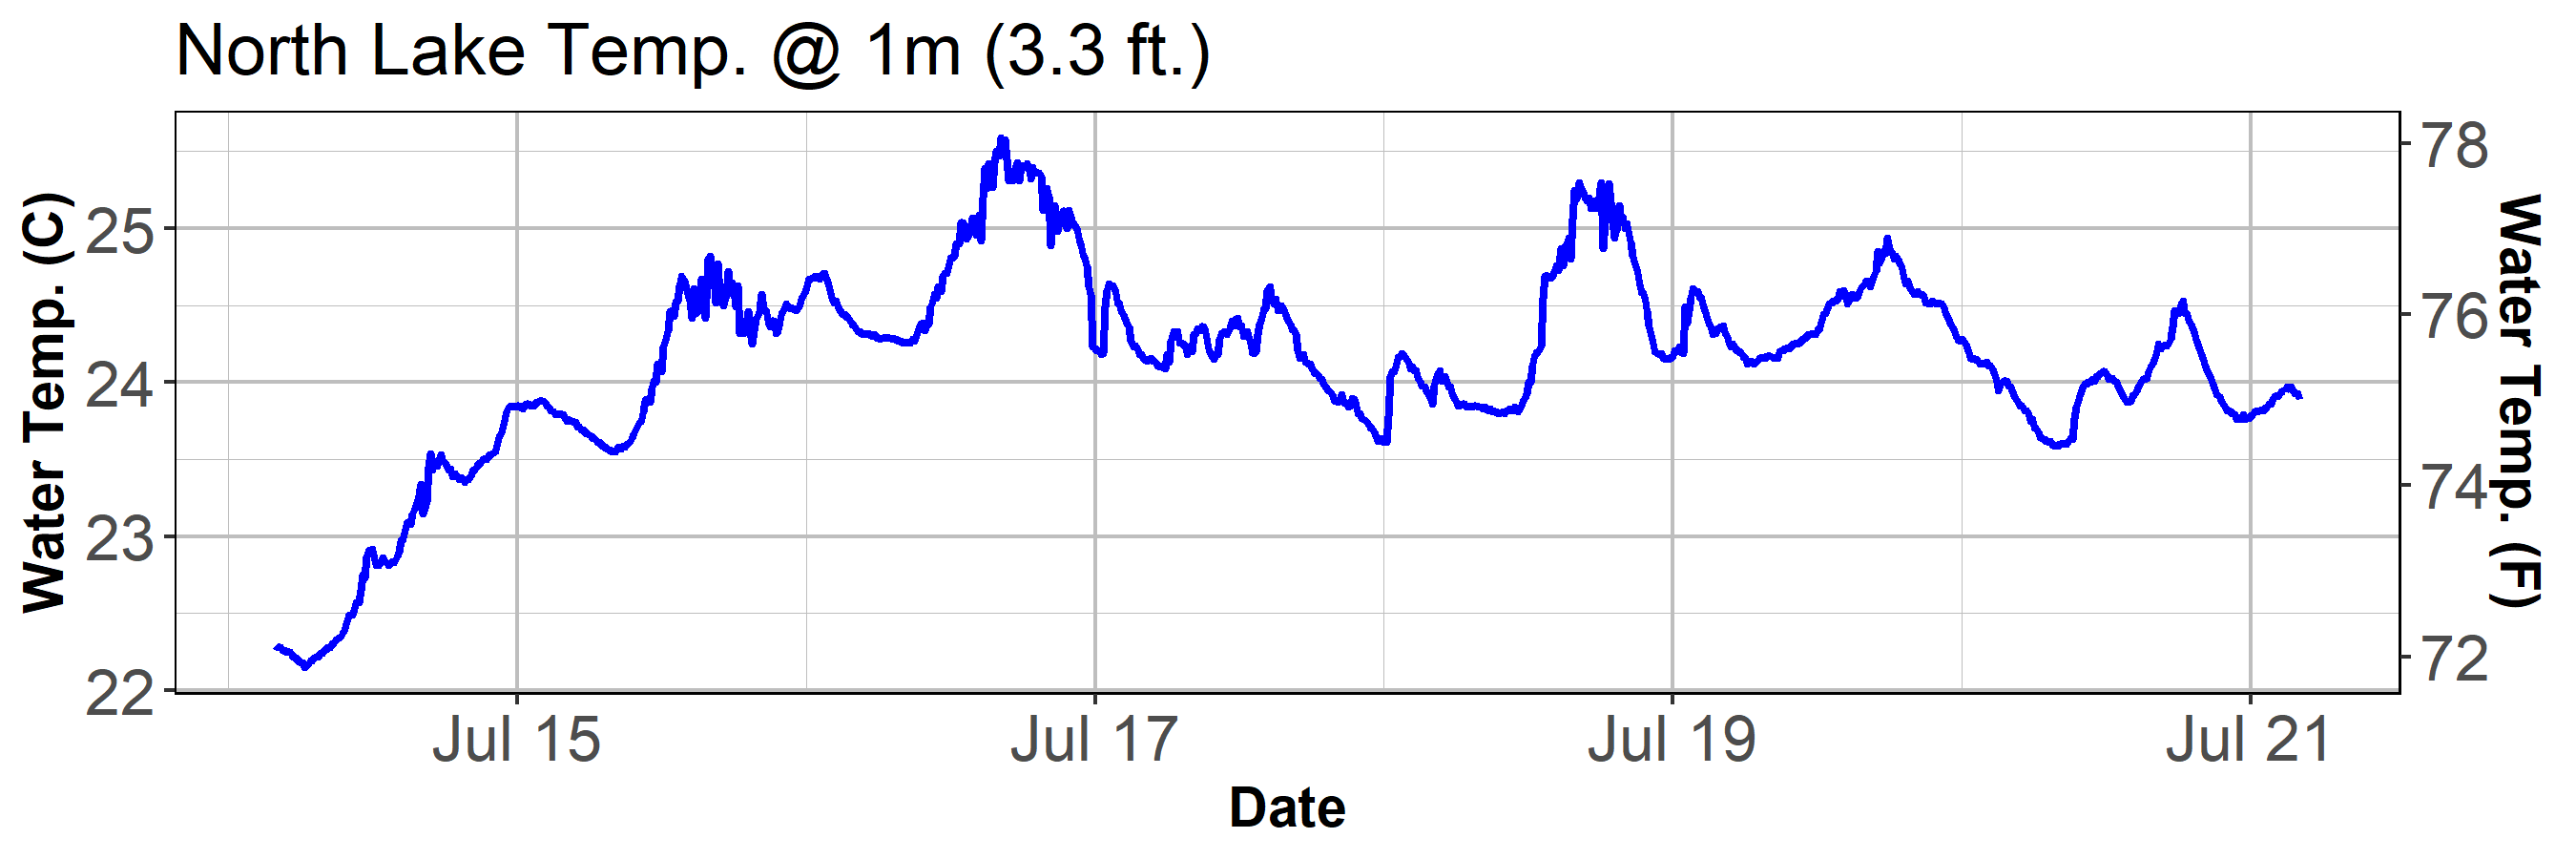 North Lake Temp. @ 1m (3.3 ft.)
Water Temp. (C)
25
24
23
22
78
76
74
72
Water Temp. (F)
Jul 15 Jul 17 Jul 19 Jul 21
Date